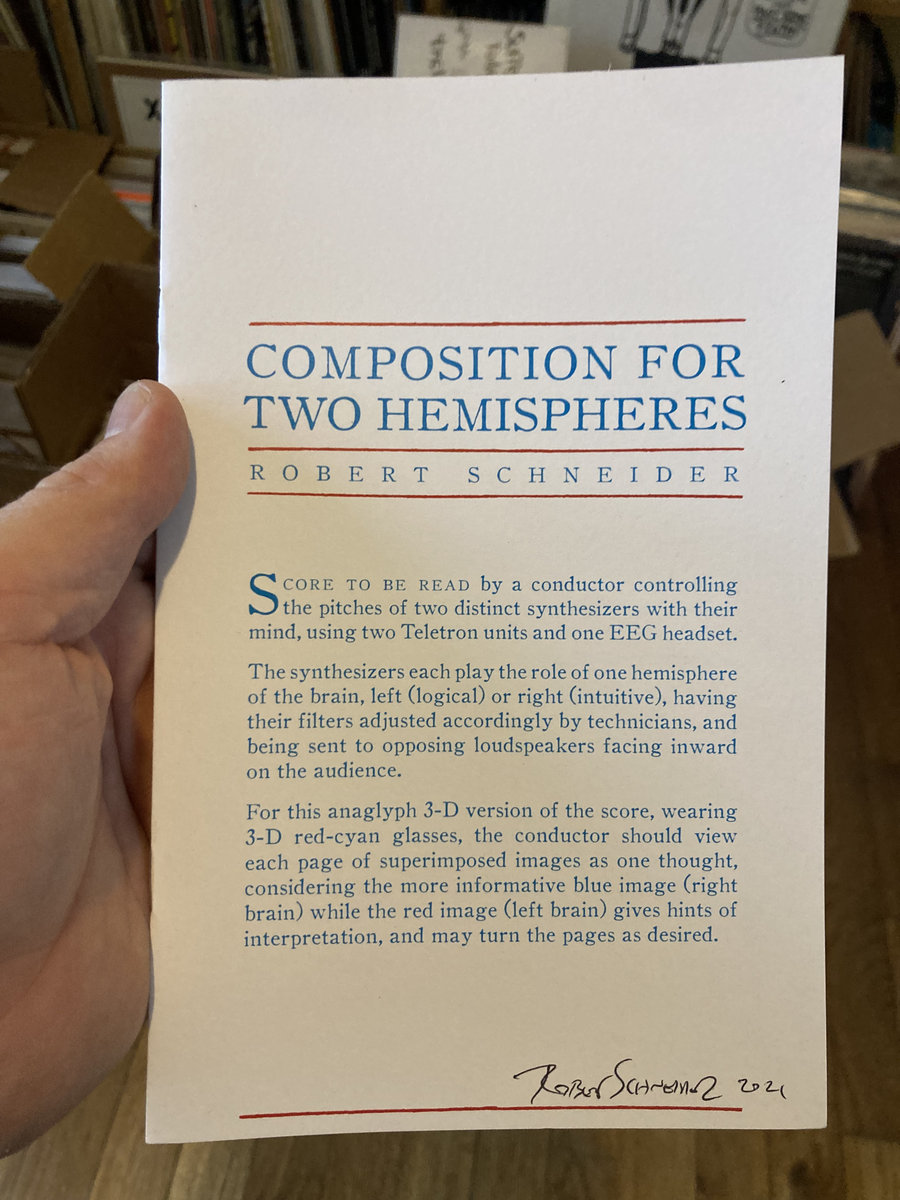 COMPOSITION FOR
TWO HEMISPHERES
ROBERT SCHNEIDER
SCORE TO BE READ by a conductor controlling
the pitches of two distinct synthesizers with their
mind, using two Teletron units and one EEG headset.
The synthesizers each play the role of one hemisphere
of the brain, left (logical) or right (intuitive), having
their filters adjusted accordingly by technicians, and
being sent to opposing loudspeakers facing inward
on the audience.
For this anaglyph 3-D version of the score, wearing
3-D red-cyan glasses, the conductor should view
each page of superimposed images as one thought,
considering the more informative blue image (right
brain) while the red image (left brain) gives hints of
interpretation, and may turn the pages as desired.
Robert Schneider 2021